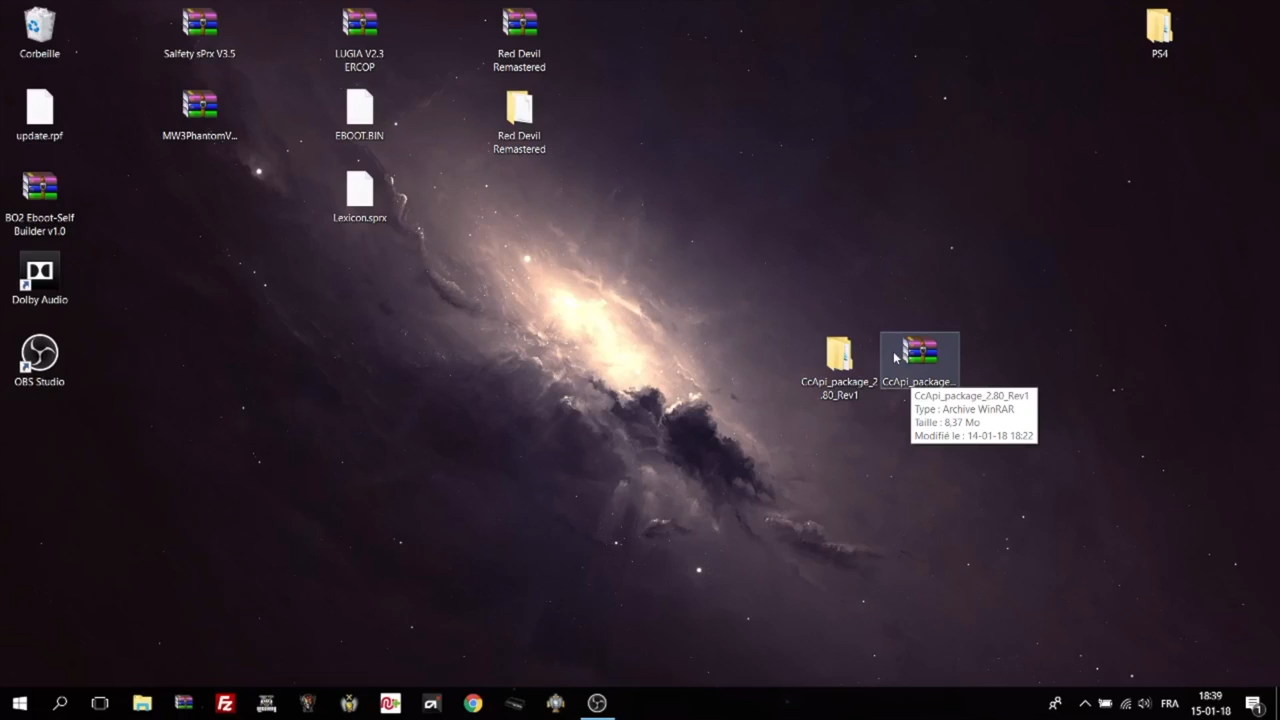 Corbeille
Salfety sPrx V3.5
LUGIA V2.3
ERCOP
Red Devil
Remastered
PS4
update.rpf
MW3PhantomV...
EBOOT.BIN
Red Devil
Remastered
BO2 Eboot-Self
Builder v1.0
Lexicon.sprx
Dolby Audio
OBS Studio
CcApi_package_2
.80_Rev1
CcApi_package...
CcApi_package_2.80_Rev1
Type : Archive WinRAR
Taille : 8,37 Mo
Modifié le : 14-01-18 18:22
Fz
FRA
18:39
15-01-18
1